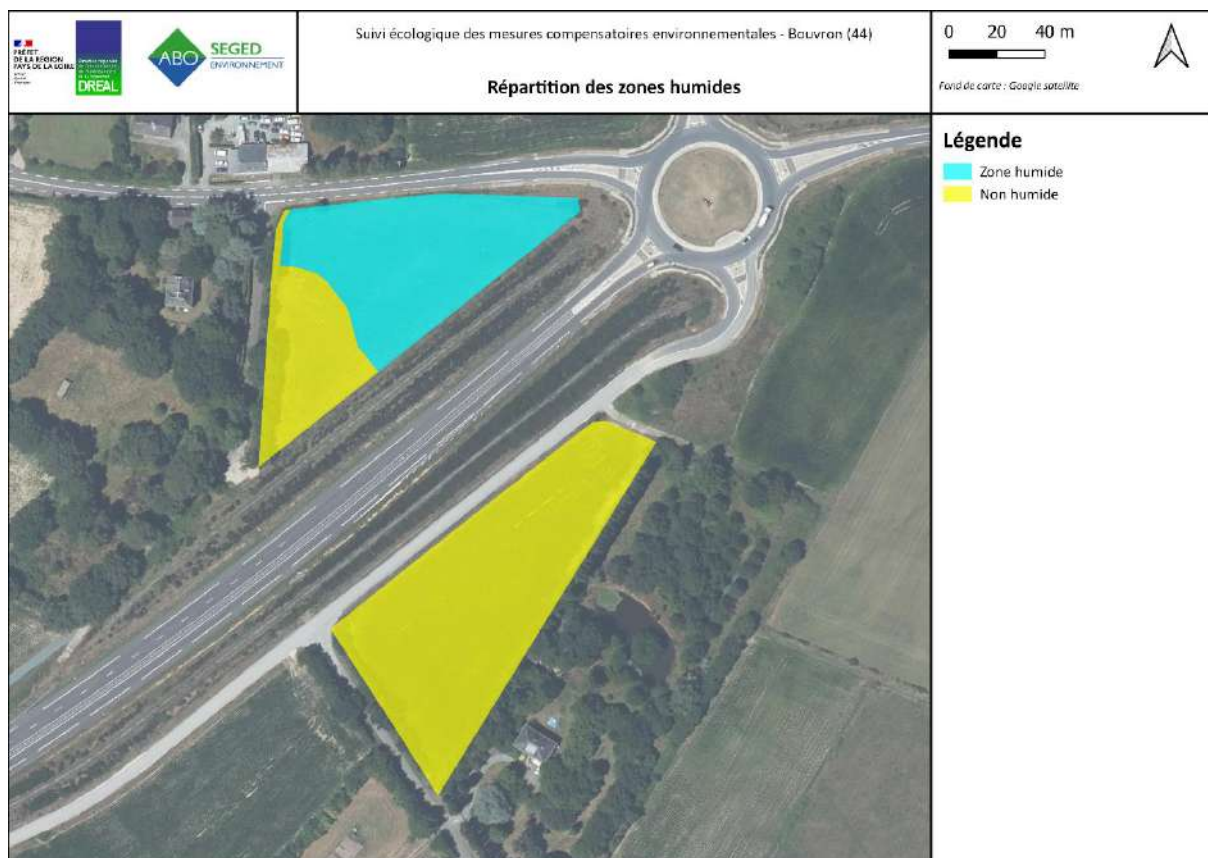 PRÉFET
DE LA RÉGION
PAYS DE LA LOIRE
DREAL
ABO
SEGED
ENVIRONNEMENT
Suivi écologique des mesures compensatoires environnementales - Bouvron (44)
Répartition des zones humides
0 20 40 m
Fond de carte : Google satellite
Légende
Zone humide
Non humide